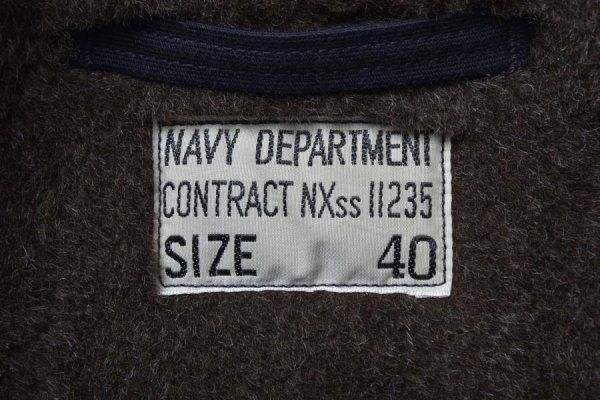 NAVY DEPARTMENT
CONTRACT NXss 11235
SIZE 40